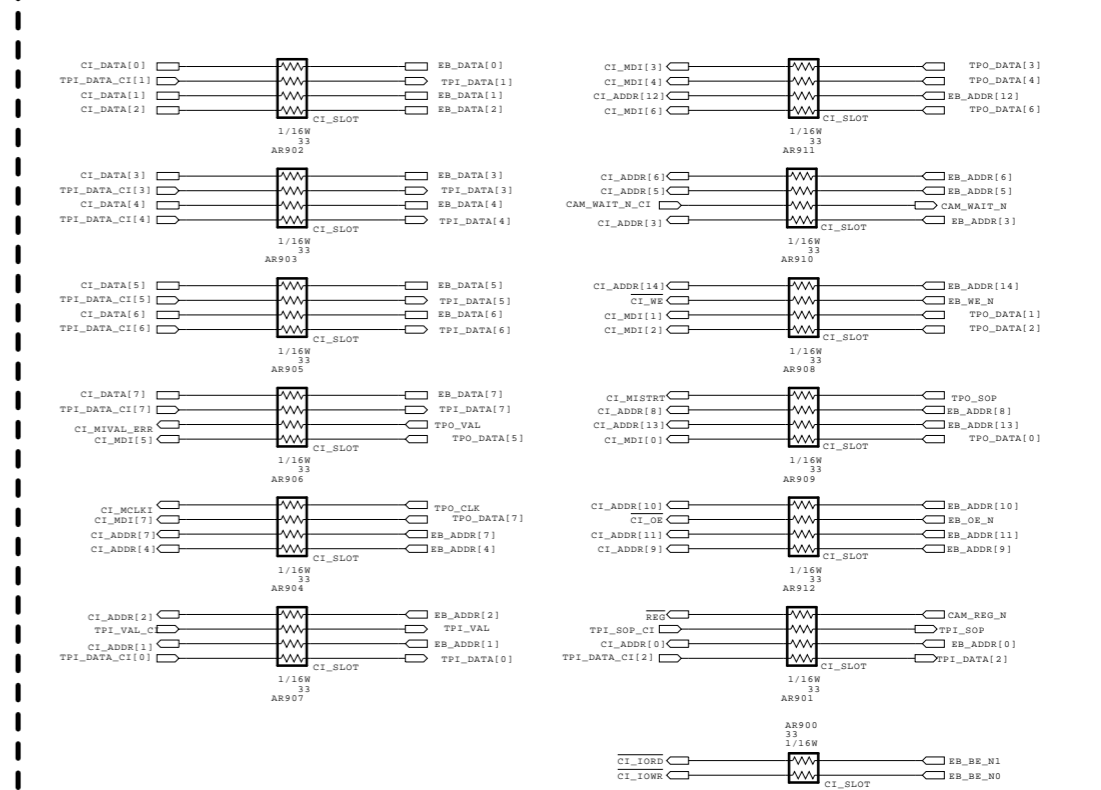 CI_DATA[0] EB_DATA[0]
TPI_DATA_CI[1] TPI_DATA[1]
CI_DATA[1] EB_DATA[1]
CI_DATA[2] EB_DATA[2]
CI_SLOT
1/16W
33
AR902
CI_DATA[3] EB_DATA[3]
TPI_DATA_CI[3] TPI_DATA[3]
CI_DATA[4] EB_DATA[4]
TPI_DATA_CI[4] TPI_DATA[4]
CI_SLOT
1/16W
33
AR903
CI_DATA[5] EB_DATA[5]
TPI_DATA_CI[5] TPI_DATA[5]
CI_DATA[6] EB_DATA[6]
TPI_DATA_CI[6] TPI_DATA[6]
CI_SLOT
1/16W
33
AR905
CI_DATA[7] EB_DATA[7]
TPI_DATA_CI[7] TPI_DATA[7]
CI_MIVAL_ERR TPO_VAL
CI_MDI[5] TPO_DATA[5]
CI_SLOT
1/16W
33
AR906
CI_MCLKI TPO_CLK
CI_MDI[7] TPO_DATA[7]
CI_ADDR[7] EB_ADDR[7]
CI_ADDR[4] EB_ADDR[4]
CI_SLOT
1/16W
33
AR904
CI_ADDR[2] EB_ADDR[2]
TPI_VAL_CI TPI_VAL
CI_ADDR[1] EB_ADDR[1]
TPI_DATA_CI[0] TPI_DATA[0]
CI_SLOT
1/16W
33
AR907
CI_MDI[3] TPO_DATA[3]
CI_MDI[4] TPO_DATA[4]
CI_ADDR[12] EB_ADDR[12]
CI_MDI[6] TPO_DATA[6]
CI_SLOT
1/16W
33
AR911
CI_ADDR[6] EB_ADDR[6]
CI_ADDR[5] EB_ADDR[5]
CAM_WAIT_N_CI CAM_WAIT_N
CI_ADDR[3] EB_ADDR[3]
CI_SLOT
1/16W
33
AR910
CI_ADDR[14] EB_ADDR[14]
CI_WE EB_WE_N
CI_MDI[1] TPO_DATA[1]
CI_MDI[2] TPO_DATA[2]
CI_SLOT
1/16W
33
AR908
CI_MISTRT TPO_SOP
CI_ADDR[8] EB_ADDR[8]
CI_ADDR[13] EB_ADDR[13]
CI_MDI[0] TPO_DATA[0]
CI_SLOT
1/16W
33
AR909
CI_ADDR[10] EB_ADDR[10]
CI_OE EB_OE_N
CI_ADDR[11] EB_ADDR[11]
CI_ADDR[9] EB_ADDR[9]
CI_SLOT
1/16W
33
AR912
REG CAM_REG_N
TPI_SOP_CI TPI_SOP
CI_ADDR[0] EB_ADDR[0]
TPI_DATA_CI[2] TPI_DATA[2]
CI_SLOT
1/16W
33
AR901
AR900
33
1/16W
CI_IORD EB_BE_N1
CI_IOWR EB_BE_N0
CI_SLOT